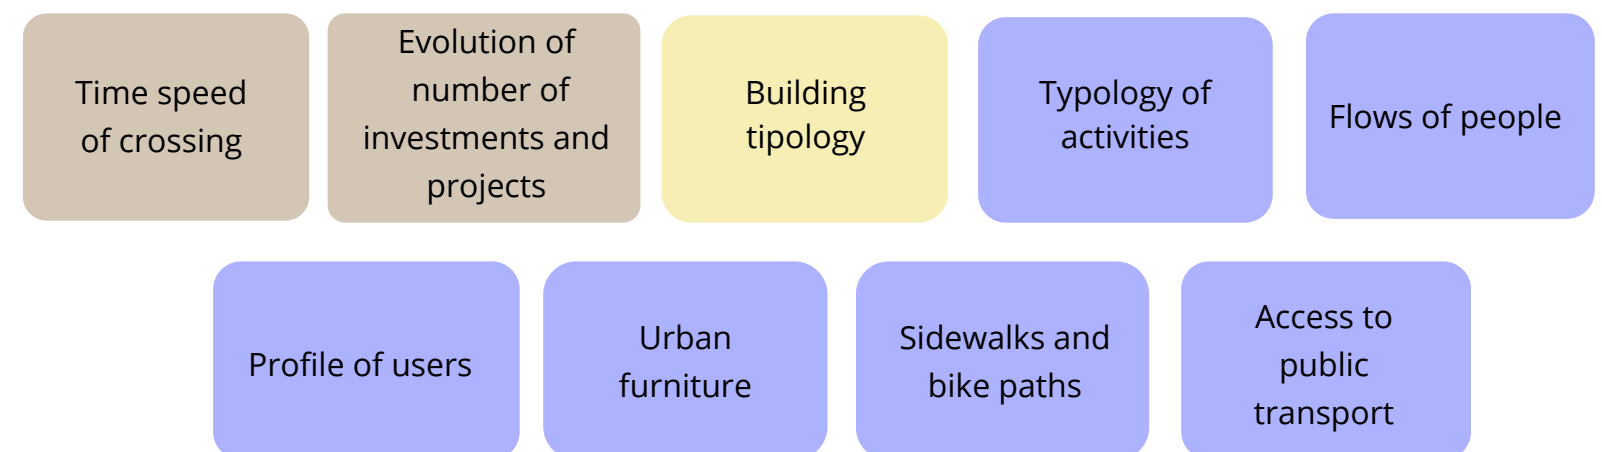 Time speed
of crossing
Evolution of
number of
investments and
projects
Building
tipology
Typology of
activities
Flows of people
Profile of users
Urban
furniture
Sidewalks and
bike paths
Access to
public
transport